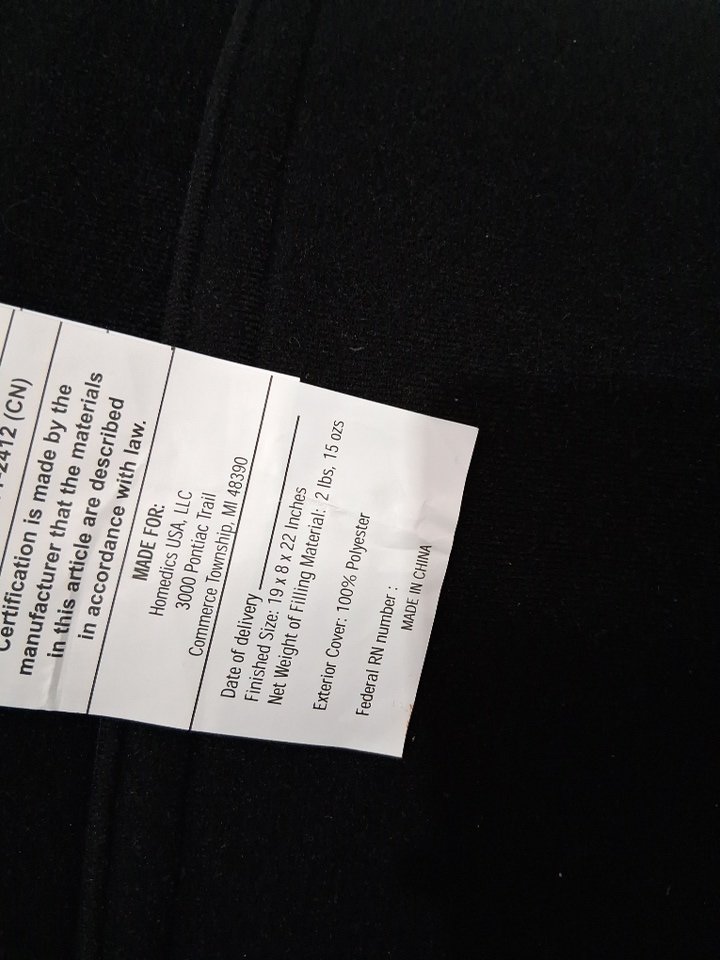 -2412 (CN)
Certification is made by the
manufacturer that the materials
in this article are described
in accordance with law.
MADE FOR:
Homedics USA, LLC
3000 Pontiac Trail
Commerce Township, MI 48390
Date of delivery
Finished Size: 19 x 8 x 22 Inches
Net Weight of Filling Material: 2 lbs, 15 ozs
Exterior Cover: 100% Polyester
Federal RN number :
MADE IN CHINA